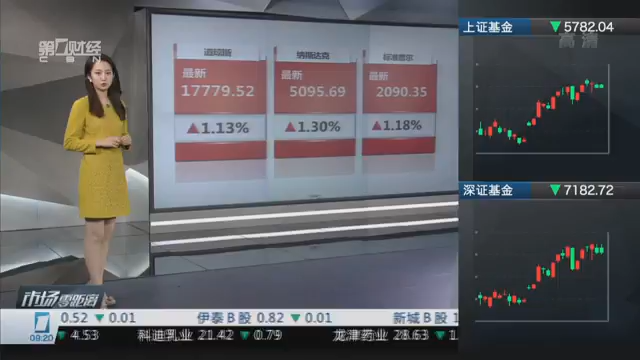 第一财经
CBN
道琼斯
最新
17779.52
▲1.13%
纳斯达克
最新
5095.69
▲1.30%
标准普尔
最新
2090.35
▲1.18%
上证基金 ▼5782.04
高清
深证基金 ▼7182.72
市场零距离
09:20
0.52 ▼0.01 伊泰B股 0.82 ▼0.01 新城B股
▼4.53 科迪乳业 21.42 ▼0.79 龙津药业 28.63 ▼1